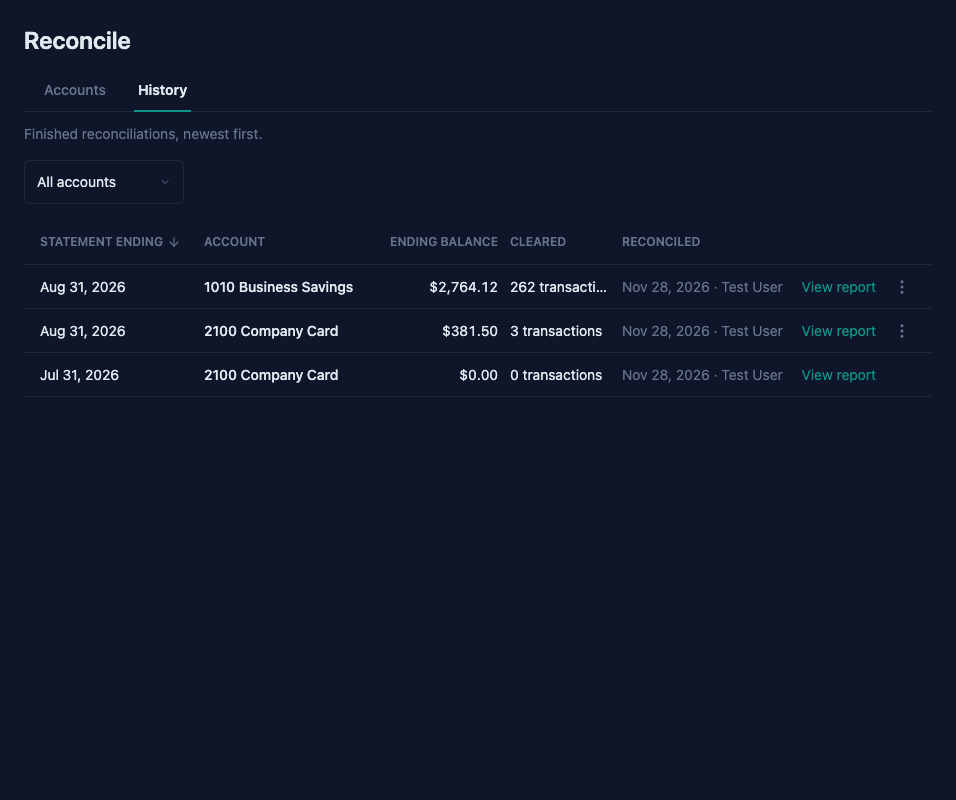 Reconcile
Accounts History
Finished reconciliations, newest first.
All accounts
STATEMENT ENDING ↓ ACCOUNT ENDING BALANCE CLEARED RECONCILED
Aug 31, 2026 1010 Business Savings $2,764.12 262 transacti... Nov 28, 2026 · Test User View report
Aug 31, 2026 2100 Company Card $381.50 3 transactions Nov 28, 2026 · Test User View report
Jul 31, 2026 2100 Company Card $0.00 0 transactions Nov 28, 2026 · Test User View report